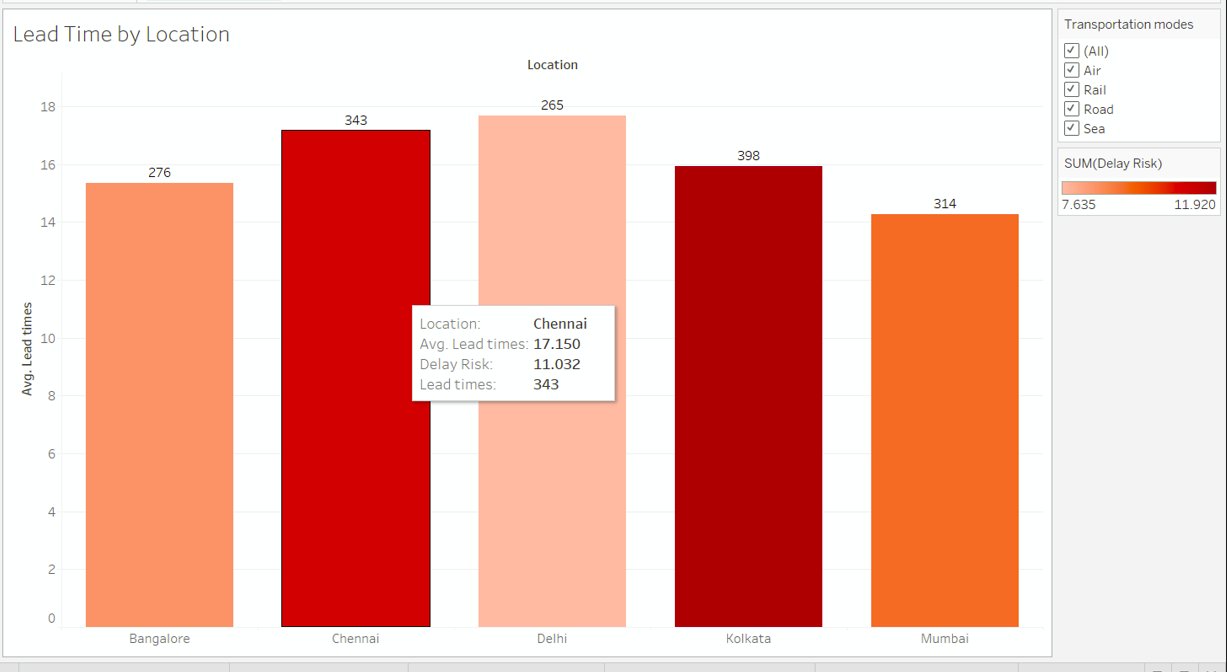 Lead Time by Location
Location
Avg. Lead times
18
16
14
12
10
8
6
4
2
0
276
343
265
398
314
Location: Chennai
Avg. Lead times: 17.150
Delay Risk: 11.032
Lead times: 343
Bangalore
Chennai
Delhi
Kolkata
Mumbai
Transportation modes
(All)
Air
Rail
Road
Sea
SUM(Delay Risk)
7.635 11.920